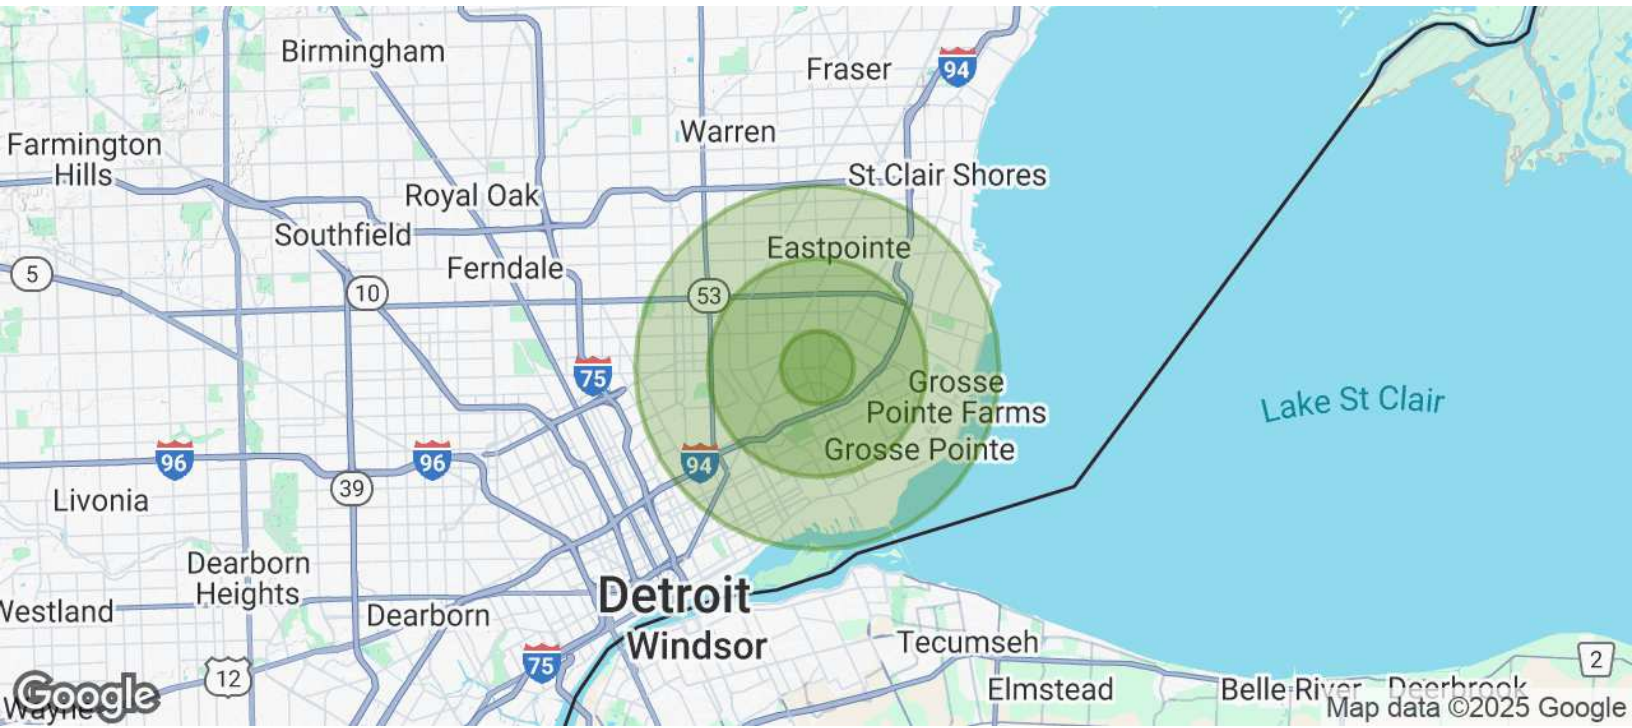 Birmingham
Fraser
94
Farmington
Hills
Warren
St Clair Shores
Royal Oak
Southfield
Eastpointe
Ferndale
5
10
53
75
Grosse
Pointe Farms
Lake St Clair
Grosse Pointe
96
96
94
39
Livonia
Dearborn
Heights
Detroit
Westland
Dearborn
Windsor
Tecumseh
75
2
12
Elmstead
Belle River
Deerbrook
Google
Wayne
Map data ©2025 Google